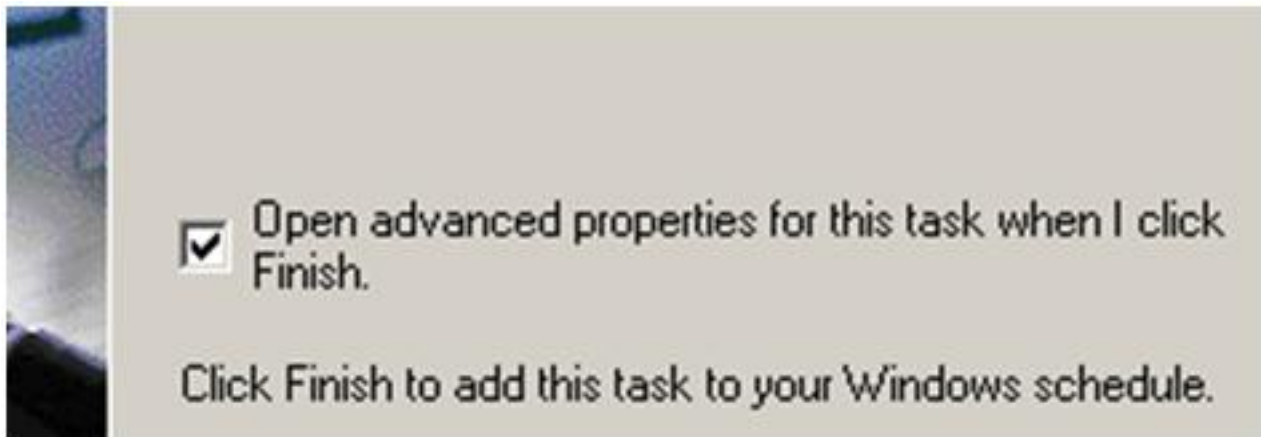 Open advanced properties for this task when I click
Finish.
Click Finish to add this task to your Windows schedule.